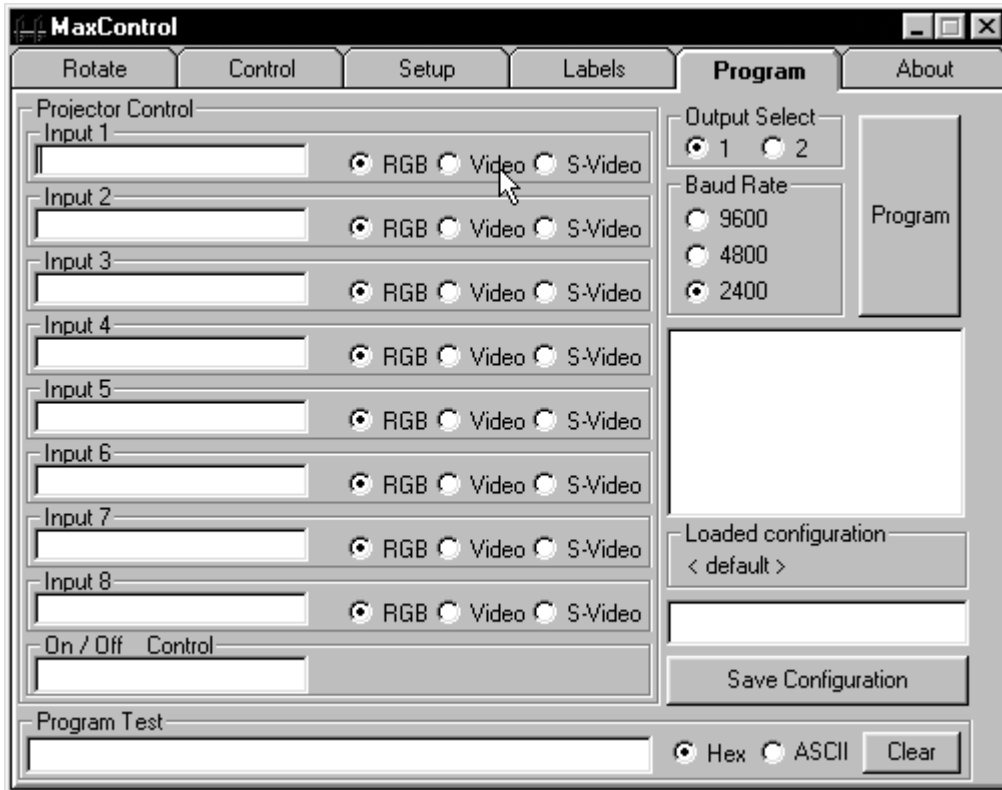 MaxControl
Rotate Control Setup Labels Program About
Projector Control
Input 1
RGB Video S-Video
Input 2
RGB Video S-Video
Input 3
RGB Video S-Video
Input 4
RGB Video S-Video
Input 5
RGB Video S-Video
Input 6
RGB Video S-Video
Input 7
RGB Video S-Video
Input 8
RGB Video S-Video
On / Off Control
Output Select
1 2
Baud Rate
9600
4800
2400
Program
Loaded configuration
< default >
Save Configuration
Program Test
Hex ASCII Clear